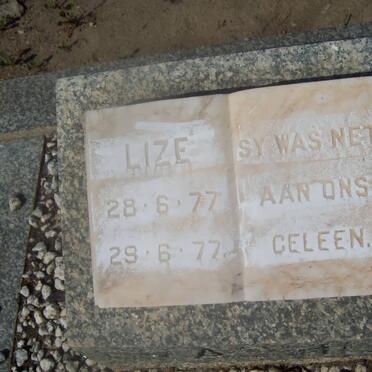 LIZE
28·6·77
29·6·77
SY WAS NET
AAN ONS
GELEEN.